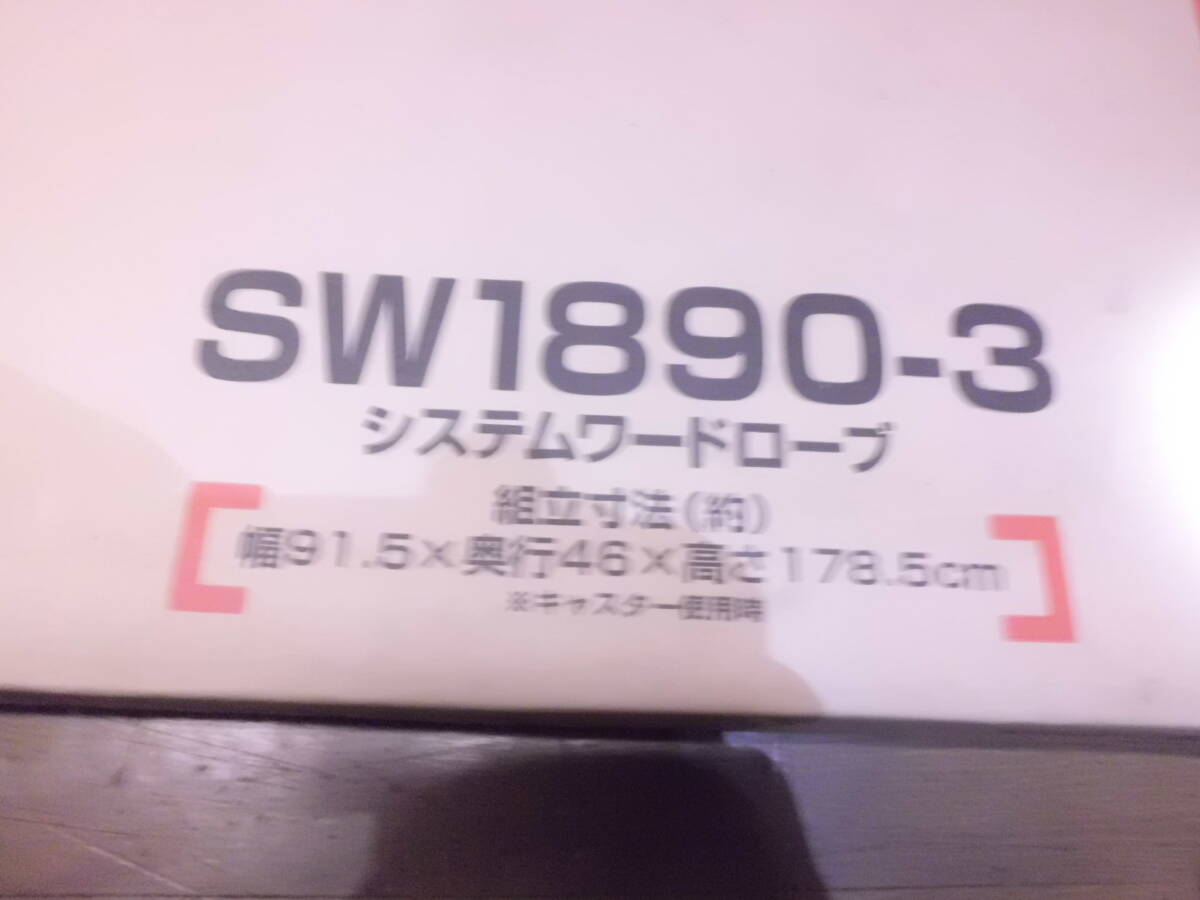 SW1890-3
システムワードローブ
組立寸法(約)
幅91.5×奥行46×高さ178.5cm
※キャスター使用時